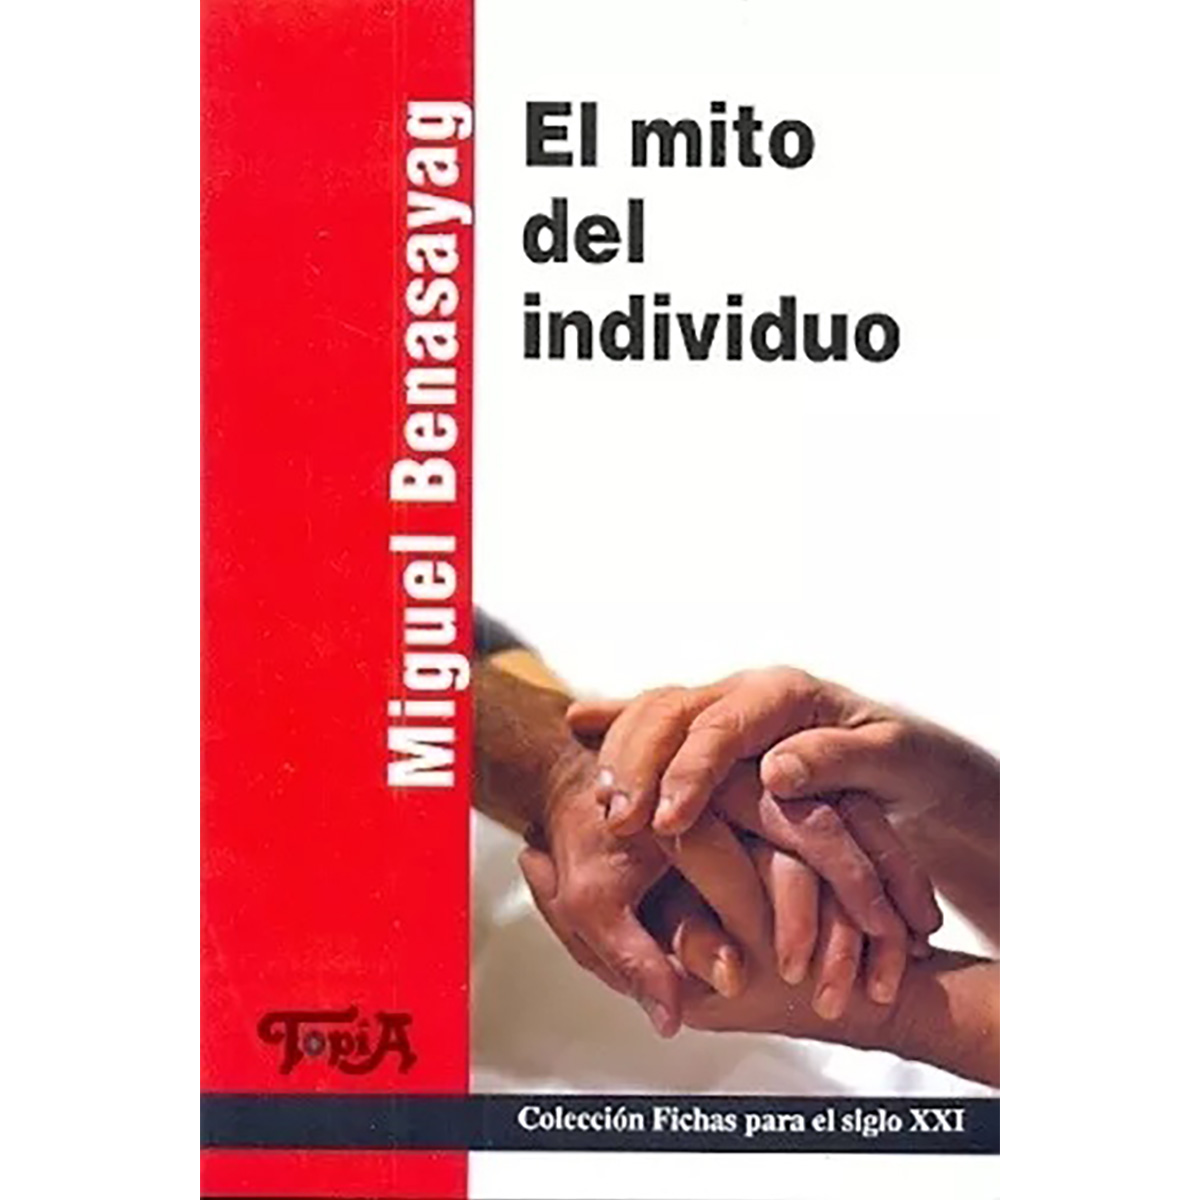 El mito
del
individuo
Miguel Benasayag
TopiA
Colección Fichas para el siglo XXI